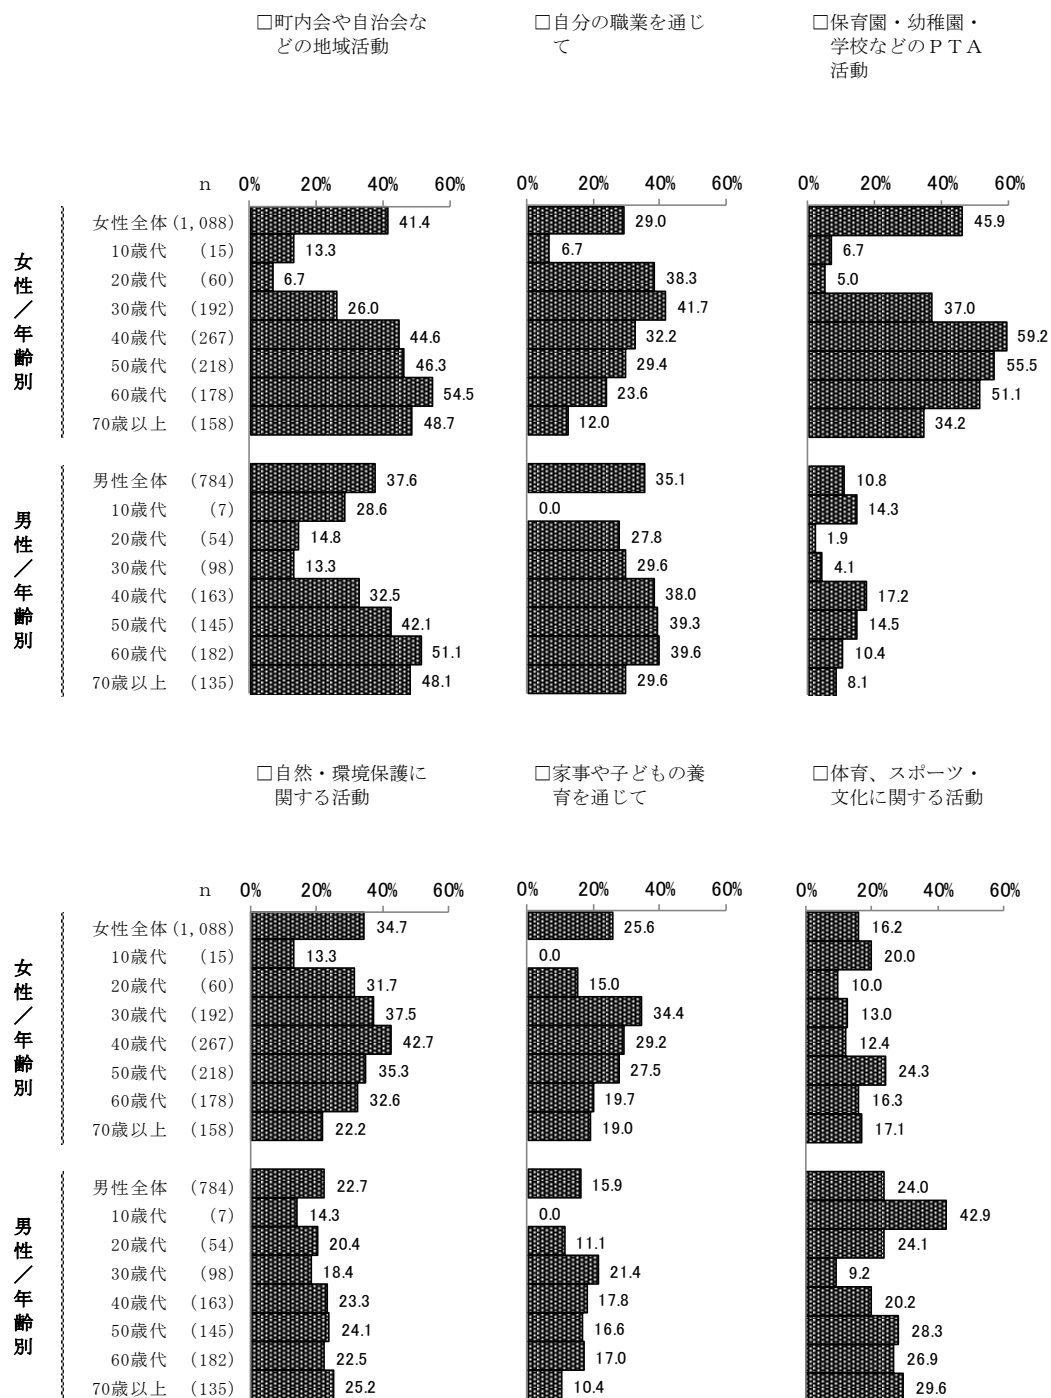 □町内会や自治会な
どの地域活動
□自分の職業を通じ
て
□保育園・幼稚園・
学校などのＰＴＡ
活動
n 0% 20% 40% 60% 0% 20% 40% 60% 0% 20% 40% 60%
女性／年齢別
女性全体 (1,088) 41.4 29.0 45.9
10歳代 (15) 13.3 6.7 6.7
20歳代 (60) 6.7 38.3 5.0
30歳代 (192) 26.0 41.7 37.0
40歳代 (267) 44.6 32.2 59.2
50歳代 (218) 46.3 29.4 55.5
60歳代 (178) 54.5 23.6 51.1
70歳以上 (158) 48.7 12.0 34.2
男性／年齢別
男性全体 (784) 37.6 35.1 10.8
10歳代 (7) 28.6 0.0 14.3
20歳代 (54) 14.8 27.8 1.9
30歳代 (98) 13.3 29.6 4.1
40歳代 (163) 32.5 38.0 17.2
50歳代 (145) 42.1 39.3 14.5
60歳代 (182) 51.1 39.6 10.4
70歳以上 (135) 48.1 29.6 8.1
□自然・環境保護に
関する活動
□家事や子どもの養
育を通じて
□体育、スポーツ・
文化に関する活動
n 0% 20% 40% 60% 0% 20% 40% 60% 0% 20% 40% 60%
女性／年齢別
女性全体 (1,088) 34.7 25.6 16.2
10歳代 (15) 13.3 0.0 20.0
20歳代 (60) 31.7 15.0 10.0
30歳代 (192) 37.5 34.4 13.0
40歳代 (267) 42.7 29.2 12.4
50歳代 (218) 35.3 27.5 24.3
60歳代 (178) 32.6 19.7 16.3
70歳以上 (158) 22.2 19.0 17.1
男性／年齢別
男性全体 (784) 22.7 15.9 24.0
10歳代 (7) 14.3 0.0 42.9
20歳代 (54) 20.4 11.1 24.1
30歳代 (98) 18.4 21.4 9.2
40歳代 (163) 23.3 17.8 20.2
50歳代 (145) 24.1 16.6 28.3
60歳代 (182) 22.5 17.0 26.9
70歳以上 (135) 25.2 10.4 29.6